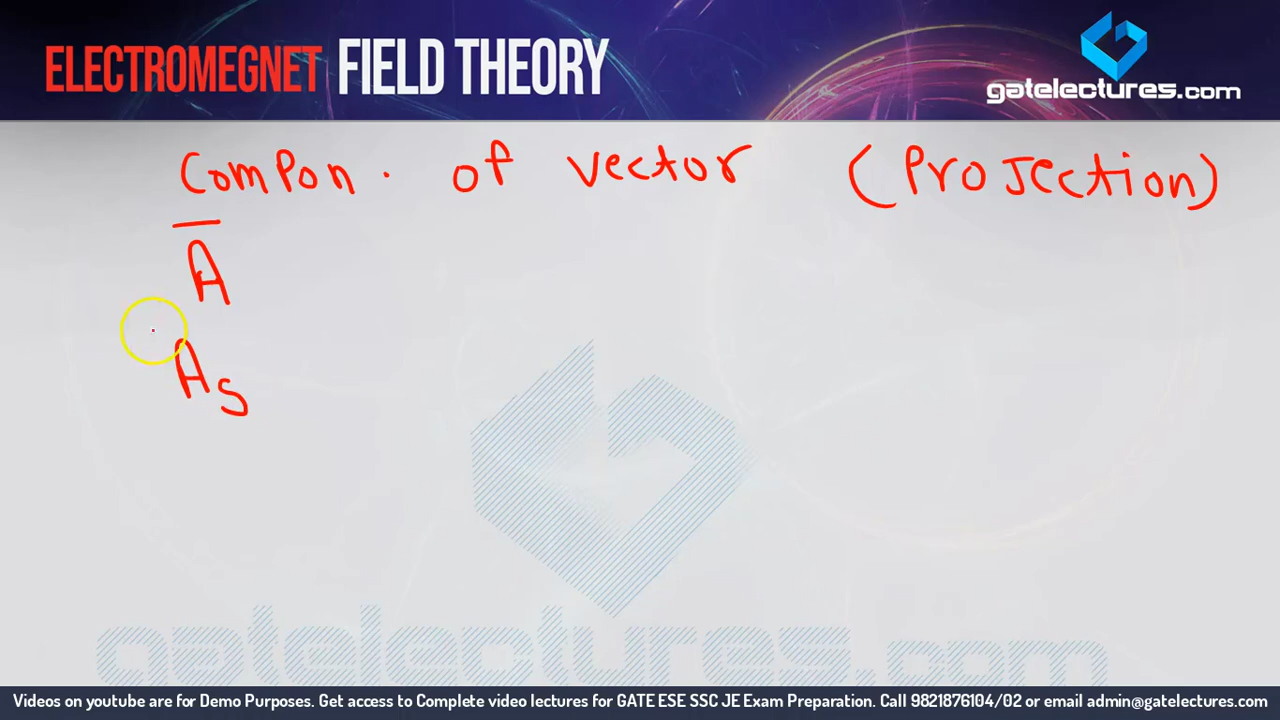 ELECTROMEGNET FIELD THEORY
gatelectures.com
Compon. of vector (Projection)
A
As
gatelectures.com
Videos on youtube are for Demo Purposes. Get access to Complete video lectures for GATE ESE SSC JE Exam Preparation. Call 9821876104/02 or email admin@gatelectures.com